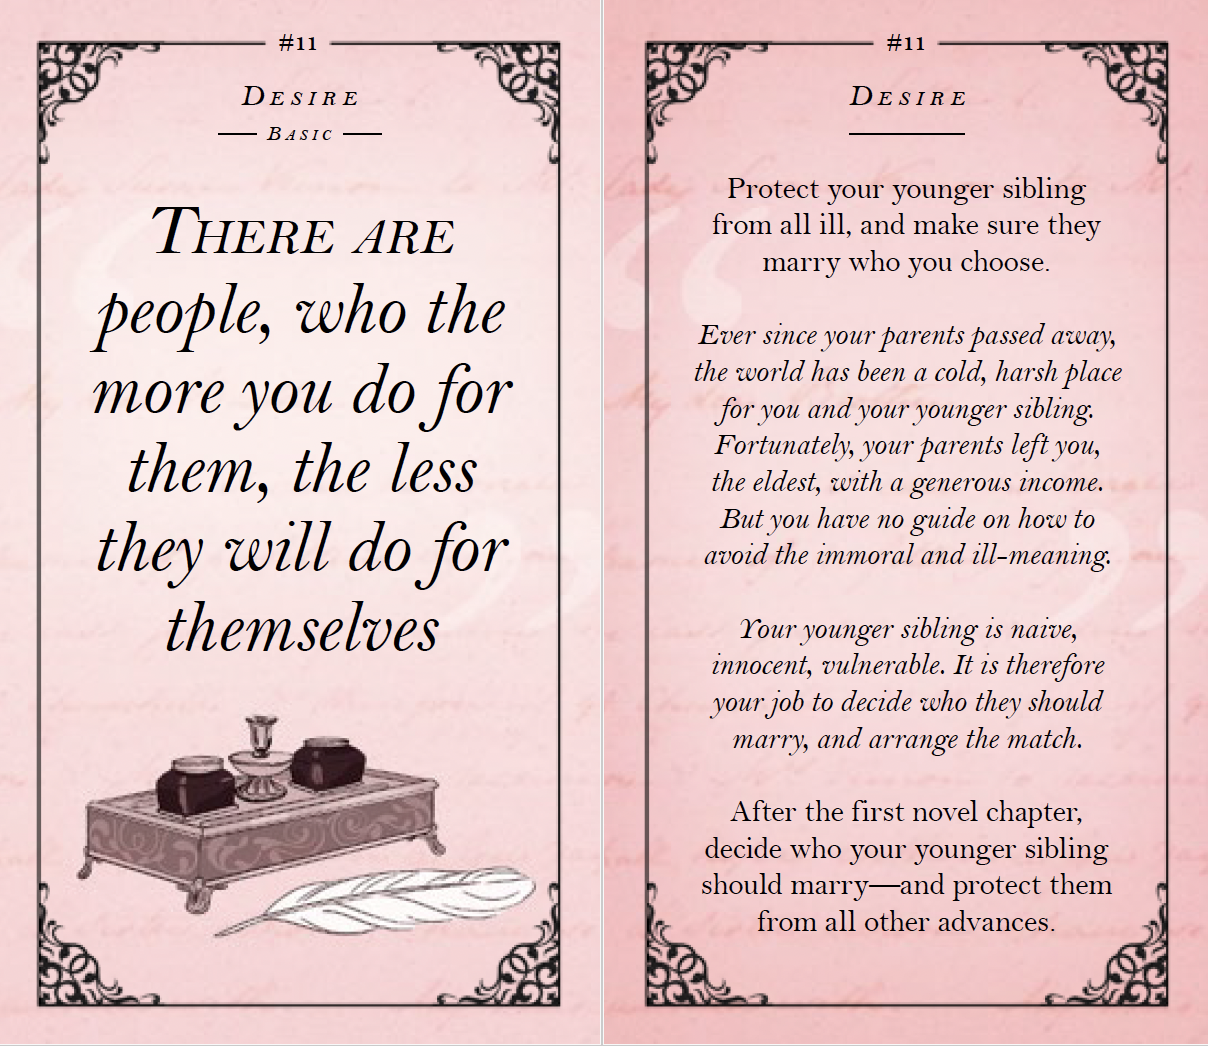 #11
Desire
Basic
There are
people, who the
more you do for
them, the less
they will do for
themselves
#11
Desire
Protect your younger sibling
from all ill, and make sure they
marry who you choose.
Ever since your parents passed away,
the world has been a cold, harsh place
for you and your younger sibling.
Fortunately, your parents left you,
the eldest, with a generous income.
But you have no guide on how to
avoid the immoral and ill-meaning.
Your younger sibling is naive,
innocent, vulnerable. It is therefore
your job to decide who they should
marry, and arrange the match.
After the first novel chapter,
decide who your younger sibling
should marry—and protect them
from all other advances.